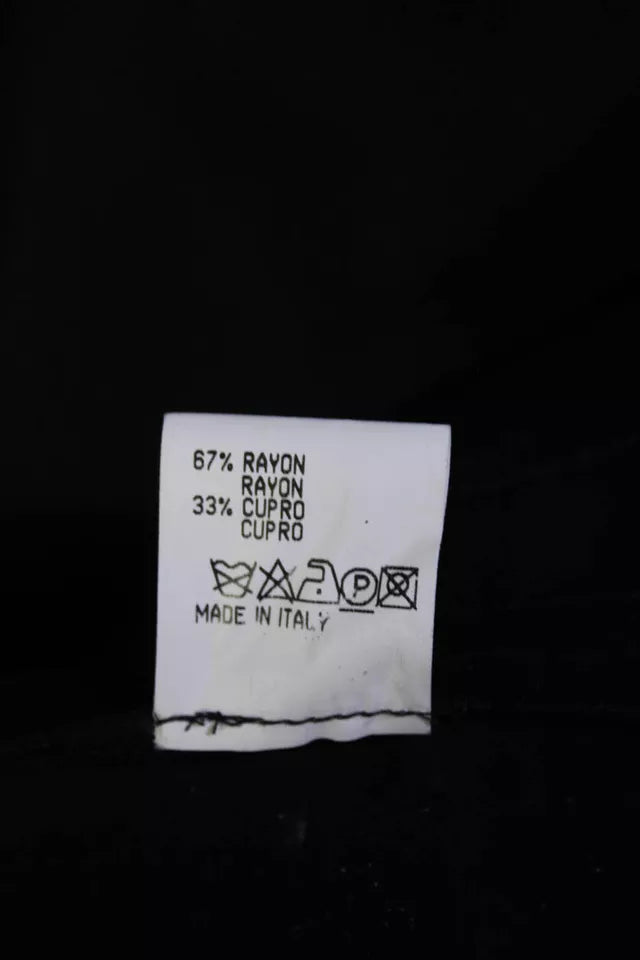 67% RAYON
RAYON
33% CUPRO
CUPRO
P
MADE IN ITALY